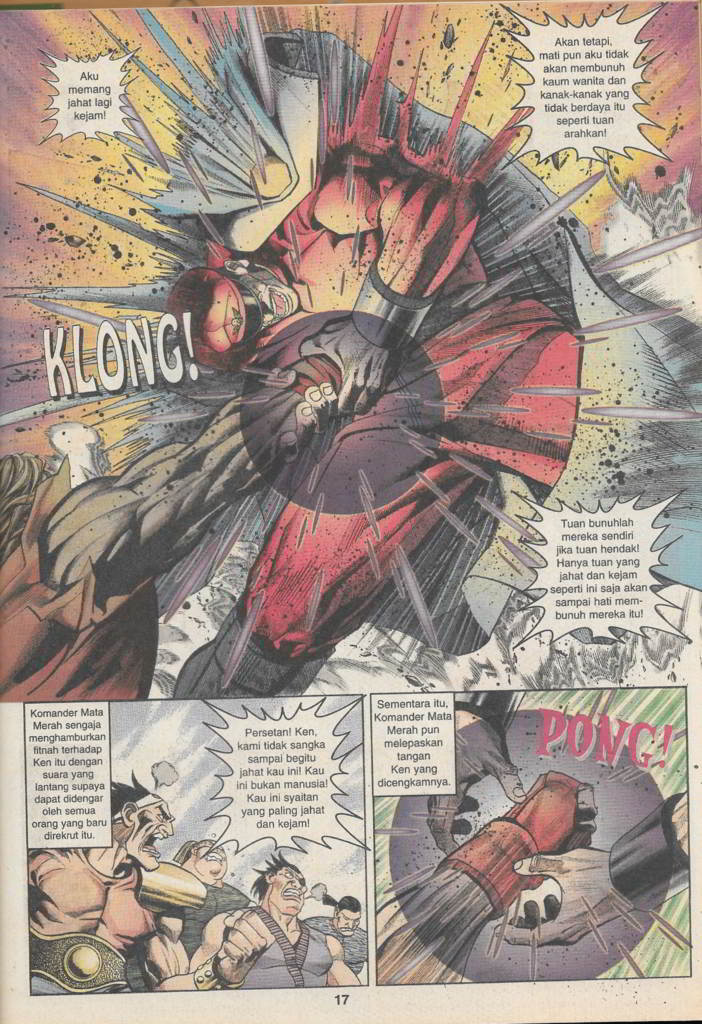 Aku
memang
jahat lagi
kejam!
Akan tetapi,
mati pun aku tidak
akan membunuh
kaum wanita dan
kanak-kanak yang
tidak berdaya itu
seperti tuan
arahkan!
KLONG!
Tuan bunuhlah
mereka sendiri
jika tuan hendak!
Hanya tuan yang
jahat dan kejam
seperti ini saja akan
sampai hati mem-
bunuh mereka itu!
Komander Mata
Merah sengaja
menghamburkan
fitnah terhadap
Ken itu dengan
suara yang
lantang supaya
dapat didengar
oleh semua
orang yang baru
direkrut itu.
Persetan! Ken,
kami tidak sangka
sampai begitu
jahat kau ini! Kau
ini bukan manusia!
Kau ini syaitan
yang paling jahat
dan kejam!
Sementara itu,
Komander Mata
Merah pun
melepaskan
tangan
Ken yang
dicengkamnya.
PONG!
17